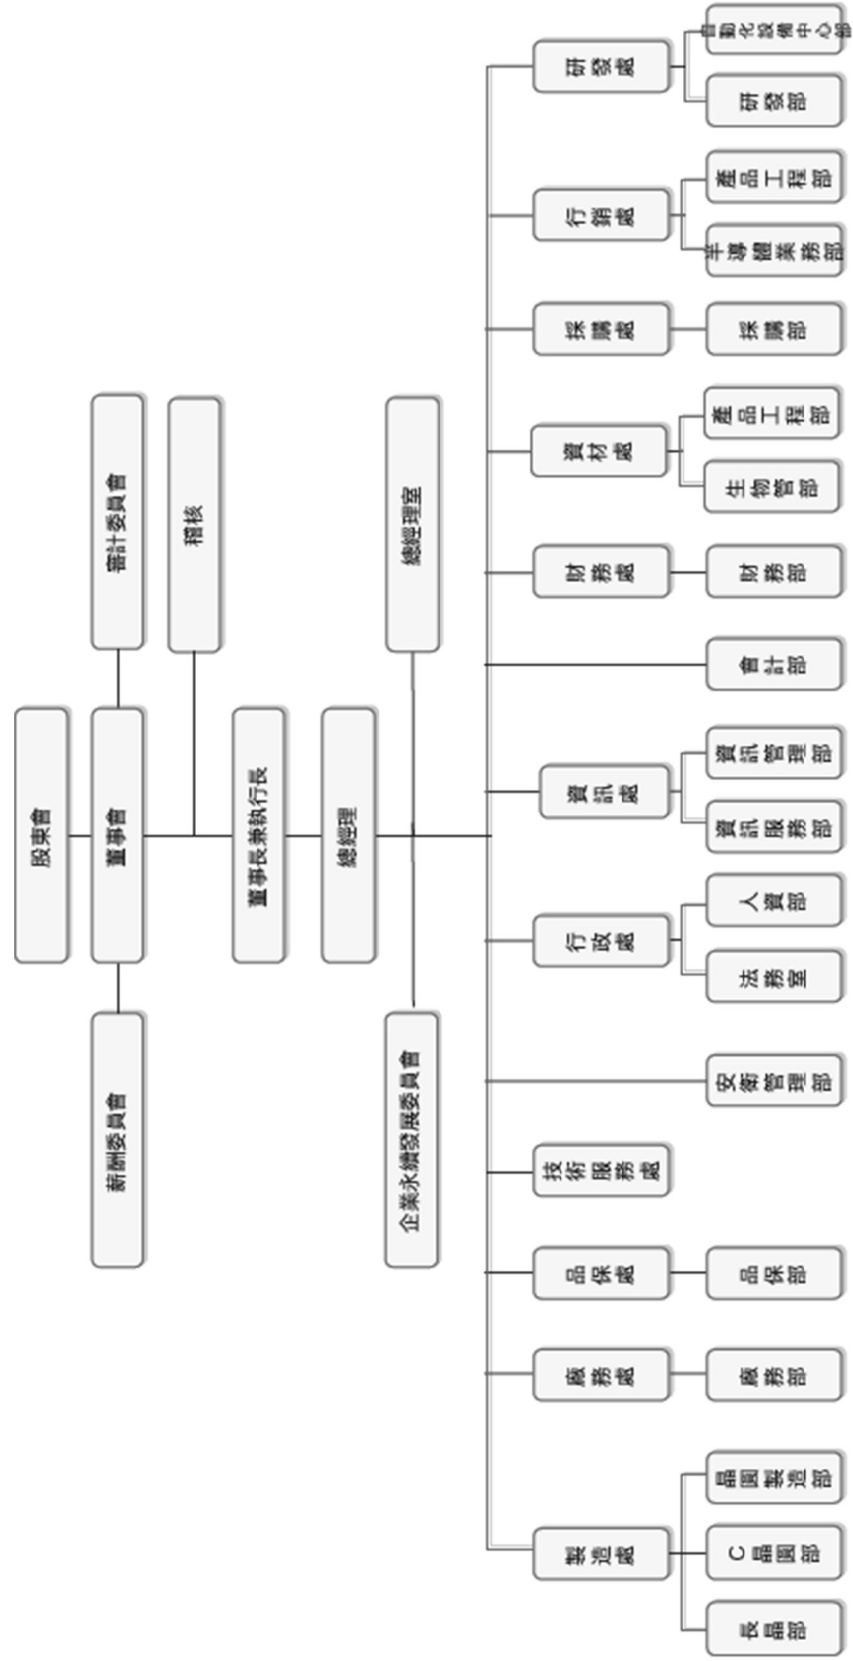 股東會
薪酬委員會
董事會
審計委員會
稽核
董事長兼執行長
總經理
企業永續發展委員會
總經理室
製造處
廠務處
品保處
技術服務處
行政處
資訊處
財務處
資材處
採購處
行銷處
研發處
長晶部
C晶圓部
晶圓製造部
廠務部
品保部
安衛管理部
法務室
人資部
資訊服務部
資訊管理部
會計部
財務部
生物管部
產品工程部
採購部
半導體業務部
產品工程部
研發部
自動化設備中心部